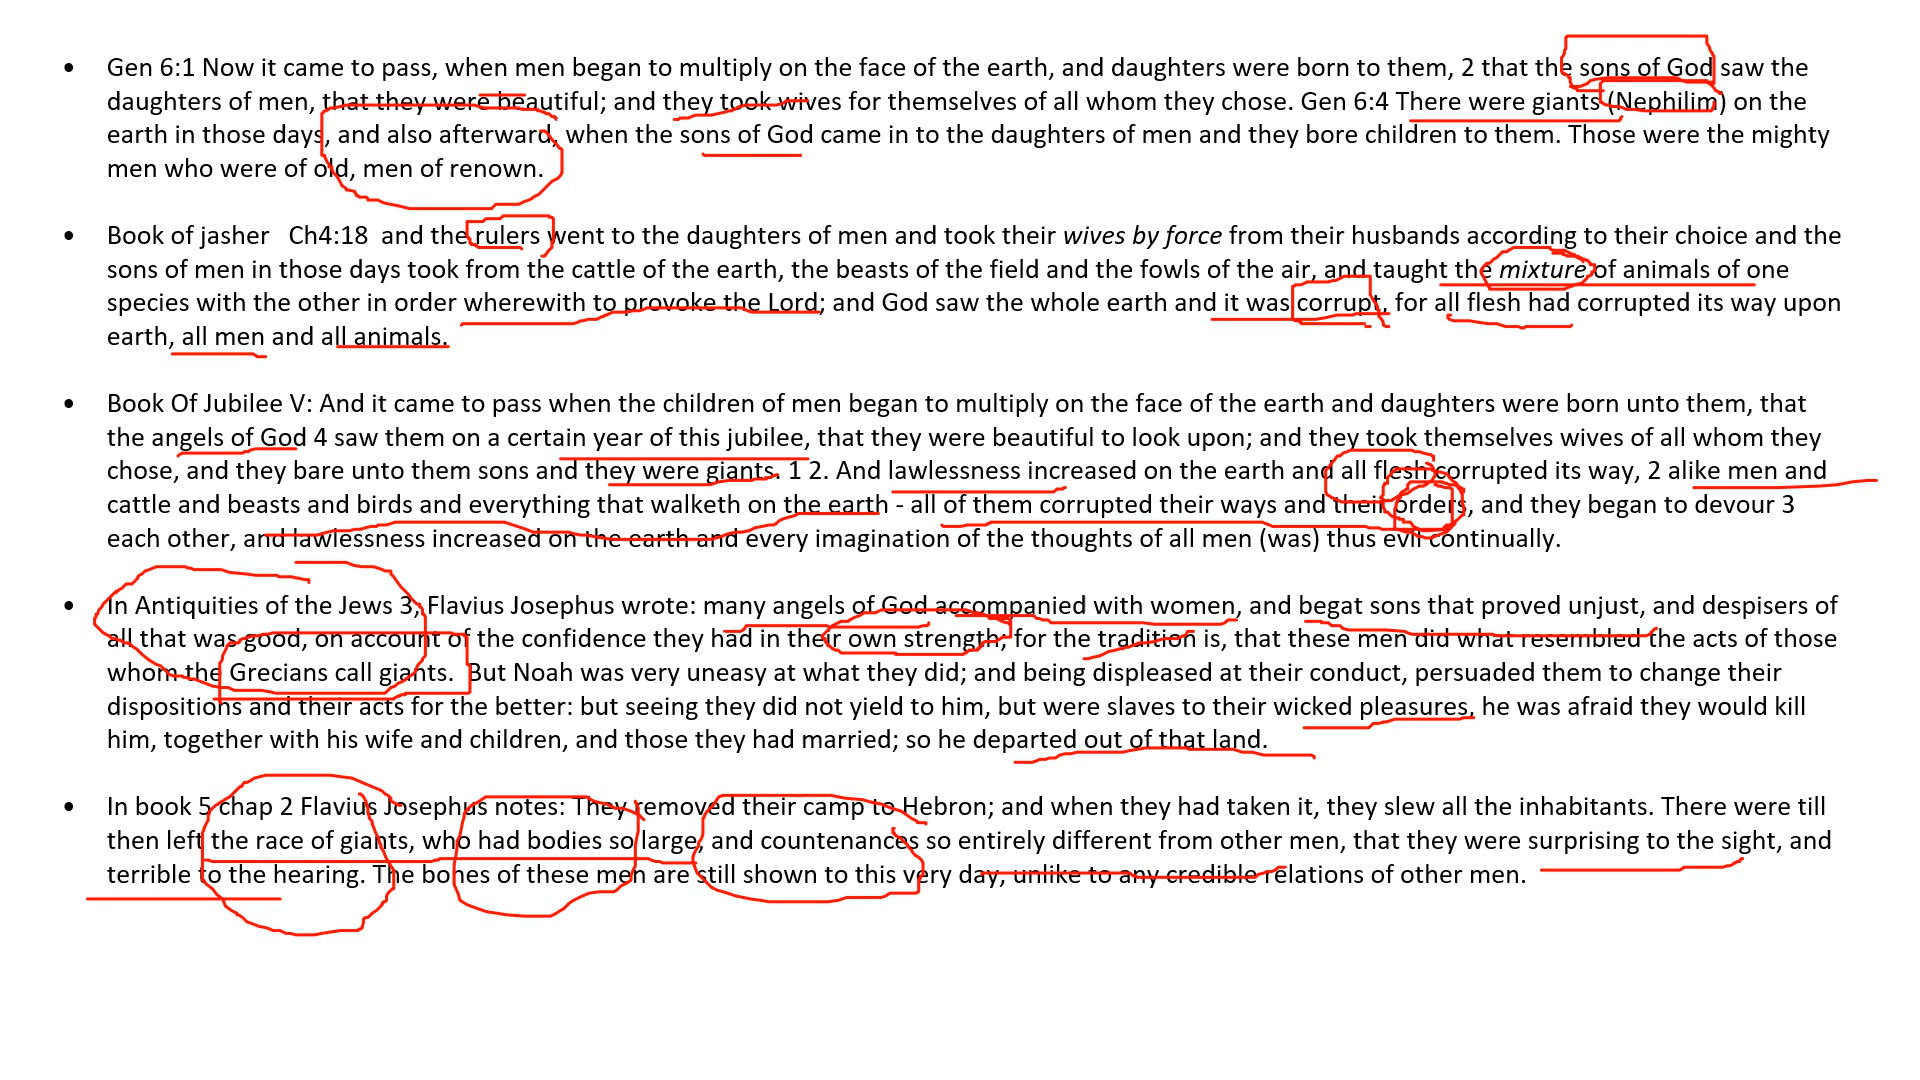 • Gen 6:1 Now it came to pass, when men began to multiply on the face of the earth, and daughters were born to them, 2 that the sons of God saw the
daughters of men, that they were beautiful; and they took wives for themselves of all whom they chose. Gen 6:4 There were giants (Nephilim) on the
earth in those days, and also afterward, when the sons of God came in to the daughters of men and they bore children to them. Those were the mighty
men who were of old, men of renown.
• Book of jasher Ch4:18 and the rulers went to the daughters of men and took their wives by force from their husbands according to their choice and the
sons of men in those days took from the cattle of the earth, the beasts of the field and the fowls of the air, and taught the mixture of animals of one
species with the other in order wherewith to provoke the Lord; and God saw the whole earth and it was corrupt, for all flesh had corrupted its way upon
earth, all men and all animals.
• Book Of Jubilee V: And it came to pass when the children of men began to multiply on the face of the earth and daughters were born unto them, that
the angels of God 4 saw them on a certain year of this jubilee, that they were beautiful to look upon; and they took themselves wives of all whom they
chose, and they bare unto them sons and they were giants. 1 2. And lawlessness increased on the earth and all flesh corrupted its way, 2 alike men and
cattle and beasts and birds and everything that walketh on the earth - all of them corrupted their ways and their orders, and they began to devour 3
each other, and lawlessness increased on the earth and every imagination of the thoughts of all men (was) thus evil continually.
• In Antiquities of the Jews 3, Flavius Josephus wrote: many angels of God accompanied with women, and begat sons that proved unjust, and despisers of
all that was good, on account of the confidence they had in their own strength; for the tradition is, that these men did what resembled the acts of those
whom the Grecians call giants. But Noah was very uneasy at what they did; and being displeased at their conduct, persuaded them to change their
dispositions and their acts for the better: but seeing they did not yield to him, but were slaves to their wicked pleasures, he was afraid they would kill
him, together with his wife and children, and those they had married; so he departed out of that land.
• In book 5 chap 2 Flavius Josephus notes: They removed their camp to Hebron; and when they had taken it, they slew all the inhabitants. There were till
then left the race of giants, who had bodies so large, and countenances so entirely different from other men, that they were surprising to the sight, and
terrible to the hearing. The bones of these men are still shown to this very day, unlike to any credible relations of other men.